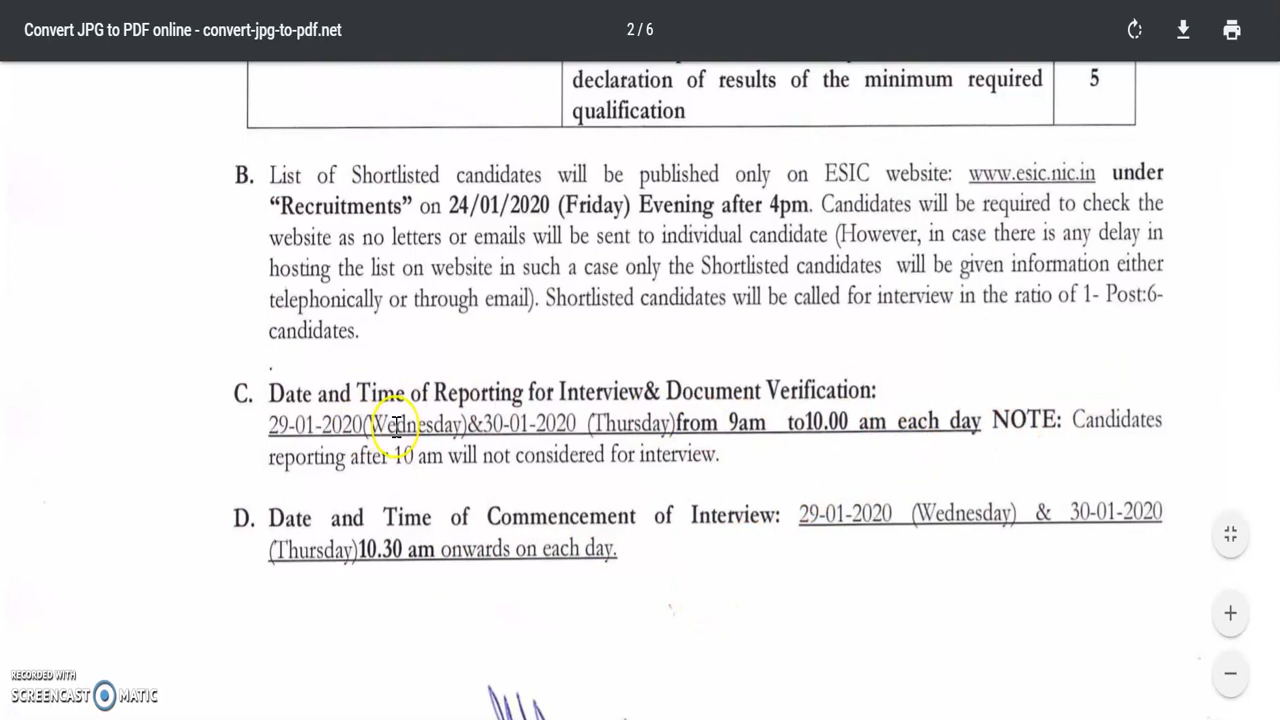 Convert JPG to PDF online - convert-jpg-to-pdf.net
2 / 6
declaration of results of the minimum required
qualification
5
B. List of Shortlisted candidates will be published only on ESIC website: www.esic.nic.in under
“Recruitments” on 24/01/2020 (Friday) Evening after 4pm. Candidates will be required to check the
website as no letters or emails will be sent to individual candidate (However, in case there is any delay in
hosting the list on website in such a case only the Shortlisted candidates will be given information either
telephonically or through email). Shortlisted candidates will be called for interview in the ratio of 1- Post:6-
candidates.
C. Date and Time of Reporting for Interview& Document Verification:
29-01-2020(Wednesday)&30-01-2020 (Thursday)from 9am to10.00 am each day NOTE: Candidates
reporting after 10 am will not considered for interview.
D. Date and Time of Commencement of Interview: 29-01-2020 (Wednesday) & 30-01-2020
(Thursday)10.30 am onwards on each day.
RECORDED WITH
SCREENCAST MATIC